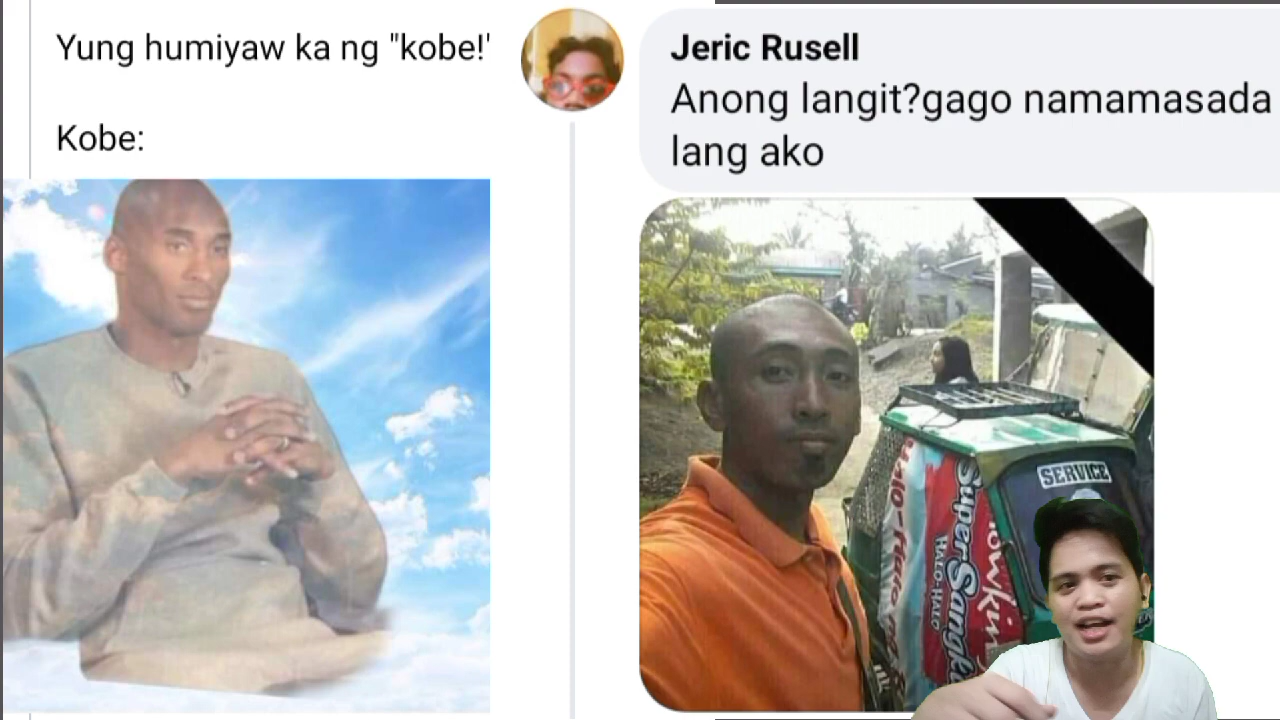 Yung humiyaw ka ng "kobe!'
Kobe:
Jeric Rusell
Anong langit?gago namamasada
lang ako
SERVICE
Super Sangkap
HALO-HALO